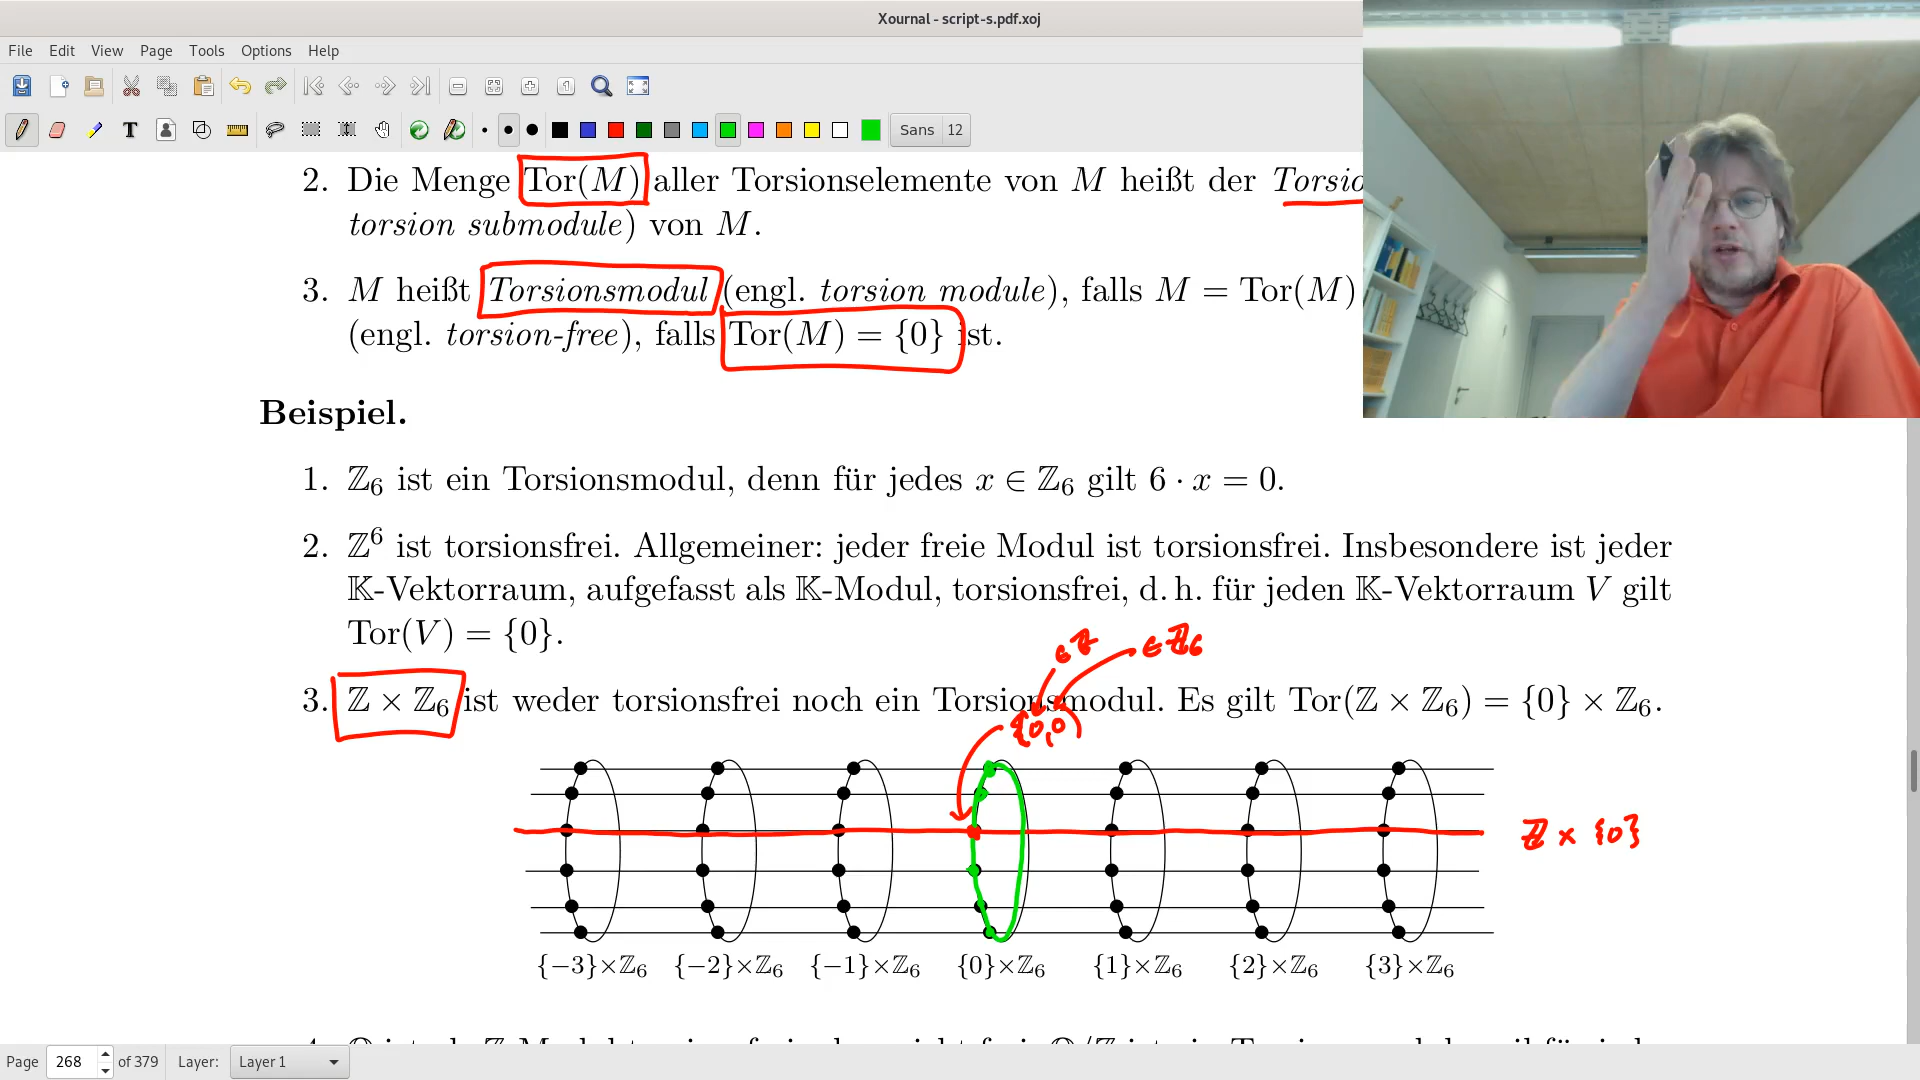 Xournal - script-s.pdf.xoj
File Edit View Page Tools Options Help
Sans 12
2. Die Menge Tor(M) aller Torsionselemente von M heißt der Torsio
torsion submodule) von M.
3. M heißt Torsionsmodul (engl. torsion module), falls M = Tor(M)
(engl. torsion-free), falls Tor(M) = {0} ist.
Beispiel.
1. ℤ₆ ist ein Torsionsmodul, denn für jedes x ∈ ℤ₆ gilt 6 · x = 0.
2. ℤ⁶ ist torsionsfrei. Allgemeiner: jeder freie Modul ist torsionsfrei. Insbesondere ist jeder
𝕂-Vektorraum, aufgefasst als 𝕂-Modul, torsionsfrei, d. h. für jeden 𝕂-Vektorraum V gilt
Tor(V) = {0}.
∈ ℤ ∈ ℤ₆
3. ℤ × ℤ₆ ist weder torsionsfrei noch ein Torsionsmodul. Es gilt Tor(ℤ × ℤ₆) = {0} × ℤ₆.
(0,0)
ℤ × {0}
{−3}×ℤ₆ {−2}×ℤ₆ {−1}×ℤ₆ {0}×ℤ₆ {1}×ℤ₆ {2}×ℤ₆ {3}×ℤ₆
Page 268 of 379 Layer: Layer 1